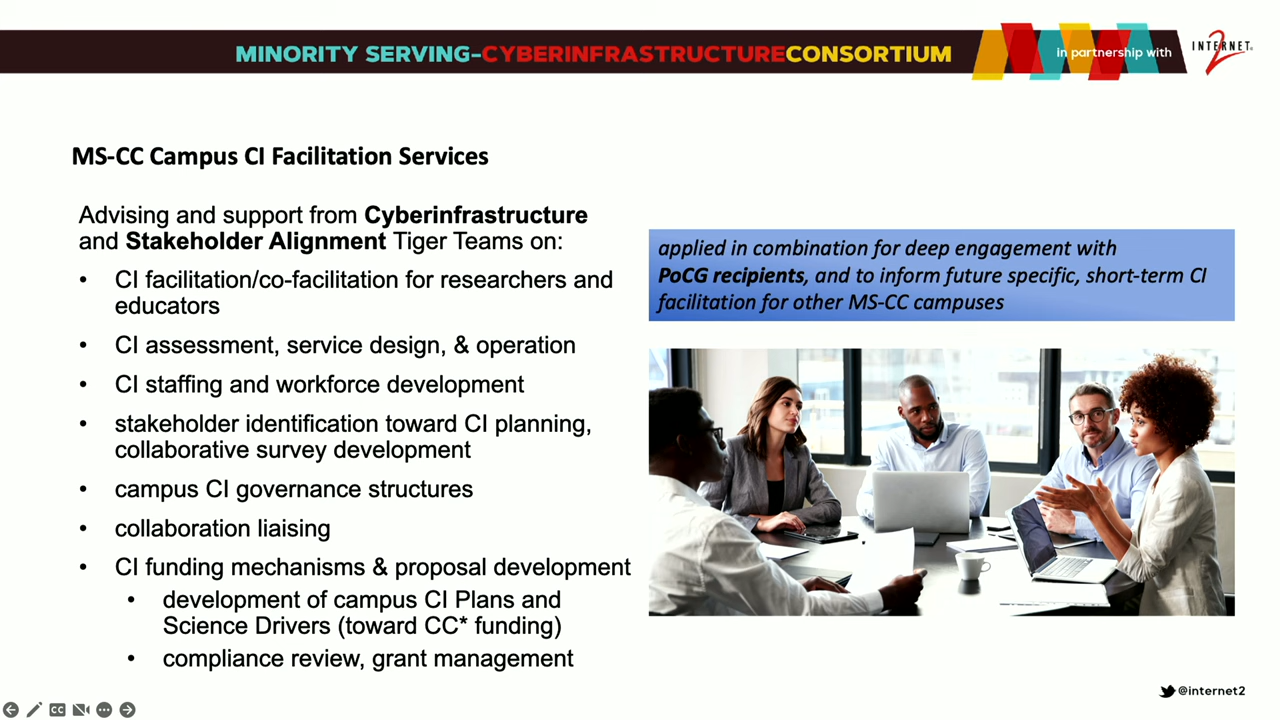 MINORITY SERVING-CYBERINFRASTRUCTURECONSORTIUM
in partnership with
INTERNET
2
MS-CC Campus CI Facilitation Services
Advising and support from Cyberinfrastructure
and Stakeholder Alignment Tiger Teams on:
• CI facilitation/co-facilitation for researchers and
educators
• CI assessment, service design, & operation
• CI staffing and workforce development
• stakeholder identification toward CI planning,
collaborative survey development
• campus CI governance structures
• collaboration liaising
• CI funding mechanisms & proposal development
• development of campus CI Plans and
Science Drivers (toward CC* funding)
• compliance review, grant management
applied in combination for deep engagement with
PoCG recipients, and to inform future specific, short-term CI
facilitation for other MS-CC campuses
CC
@internet2